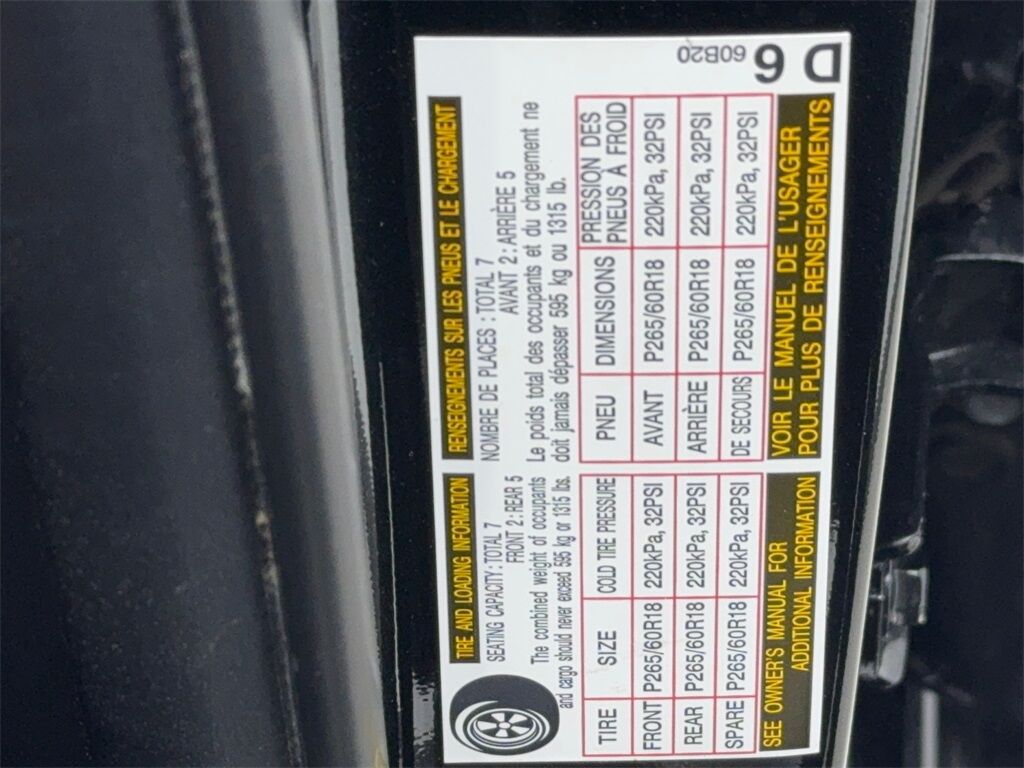 TIRE AND LOADING INFORMATION
SEATING CAPACITY: TOTAL 7
FRONT 2: REAR 5
The combined weight of occupants
and cargo should never exceed 595 kg or 1315 lbs.
TIRE SIZE COLD TIRE PRESSURE
FRONT P265/60R18 220kPa, 32PSI
REAR P265/60R18 220kPa, 32PSI
SPARE P265/60R18 220kPa, 32PSI
SEE OWNER'S MANUAL FOR
ADDITIONAL INFORMATION
RENSEIGNEMENTS SUR LES PNEUS ET LE CHARGEMENT
NOMBRE DE PLACES : TOTAL 7
AVANT 2 : ARRIÈRE 5
Le poids total des occupants et du chargement ne
doit jamais dépasser 595 kg ou 1315 lb.
PNEU DIMENSIONS PRESSION DES
PNEUS À FROID
AVANT P265/60R18 220kPa, 32PSI
ARRIÈRE P265/60R18 220kPa, 32PSI
DE SECOURS P265/60R18 220kPa, 32PSI
VOIR LE MANUEL DE L'USAGER
POUR PLUS DE RENSEIGNEMENTS
60B20
D 6